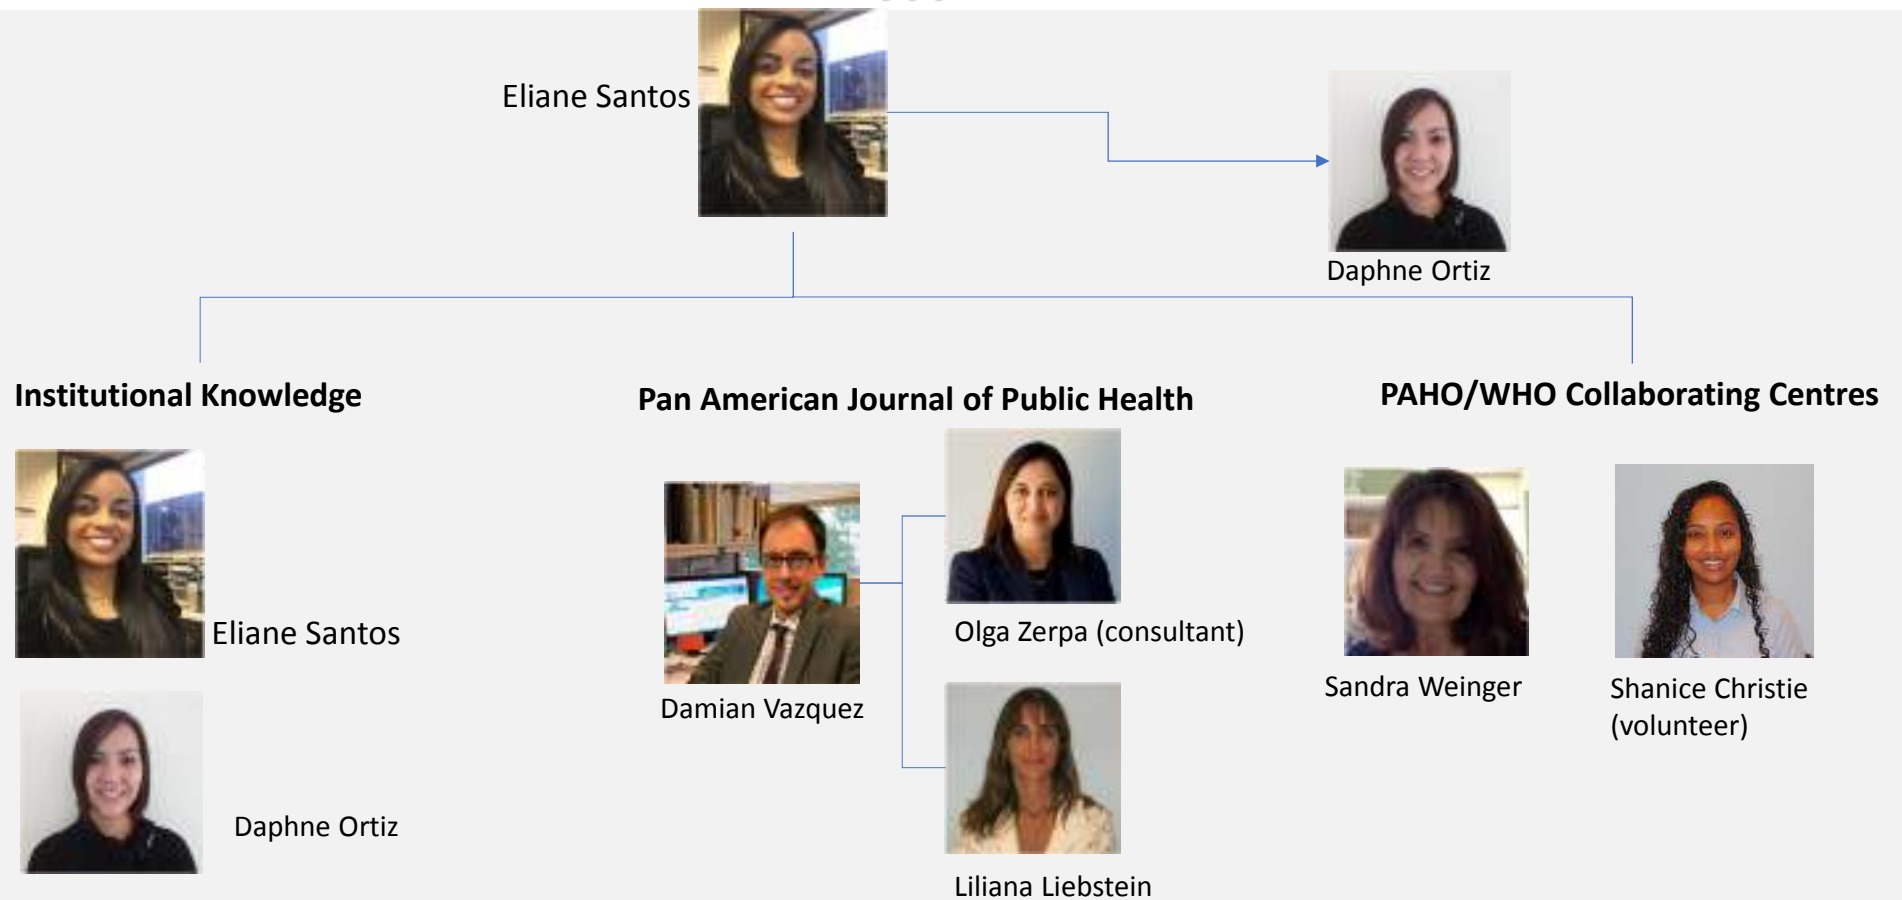 Eliane Santos
Daphne Ortiz
Institutional Knowledge
Pan American Journal of Public Health
PAHO/WHO Collaborating Centres
Eliane Santos
Daphne Ortiz
Damian Vazquez
Olga Zerpa (consultant)
Liliana Liebstein
Sandra Weinger
Shanice Christie
(volunteer)